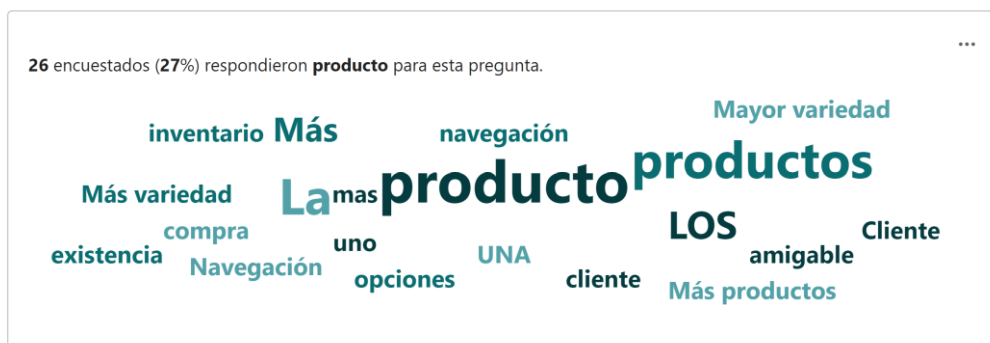 ...
26 encuestados (27%) respondieron producto para esta pregunta.
Mayor variedad
inventario Más navegación
productos
Más variedad La mas producto
compra uno LOS Cliente
existencia Navegación UNA amigable
opciones cliente Más productos